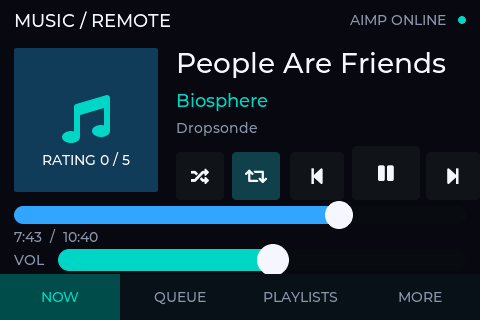 MUSIC / REMOTE
AIMP ONLINE
People Are Friends
Biosphere
Dropsonde
RATING 0 / 5
7:43 / 10:40
VOL
NOW
QUEUE
PLAYLISTS
MORE